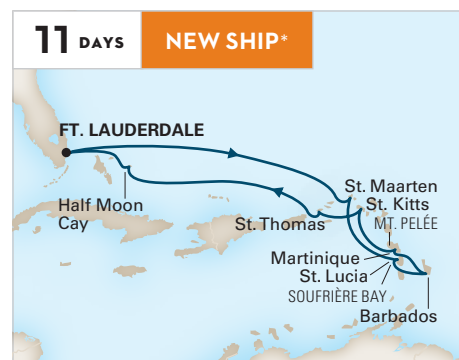 11 DAYS
NEW SHIP*
FT. LAUDERDALE
Half Moon
Cay
St. Thomas
St. Maarten
St. Kitts
MT. PELÉE
Martinique
St. Lucia
SOUFRIÈRE BAY
Barbados